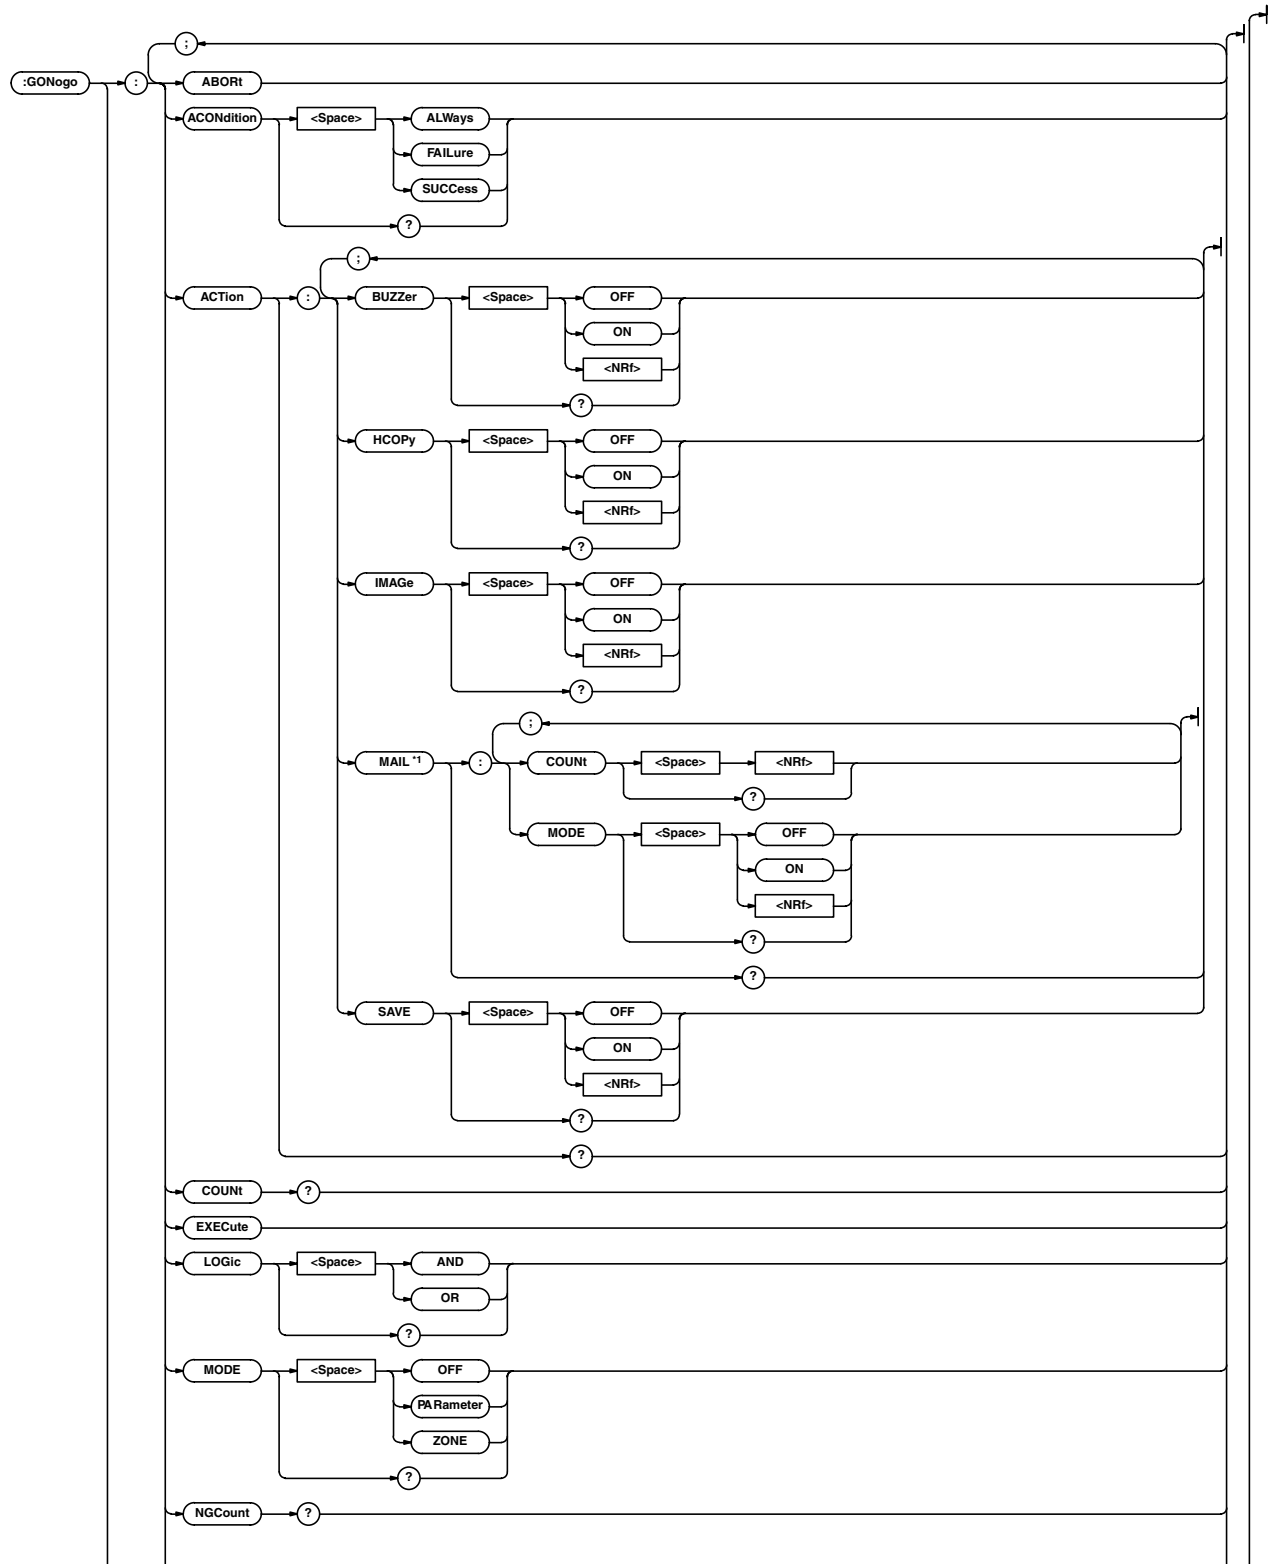 ;
:GONogo : ABORt
ACONdition <Space> ALWays
FAILure
SUCCess
?
;
ACTion : BUZZer <Space> OFF
ON
<NRf>
?
HCOPy <Space> OFF
ON
<NRf>
?
IMAGe <Space> OFF
ON
<NRf>
?
;
MAIL *1 : COUNt <Space> <NRf>
?
MODE <Space> OFF
ON
<NRf>
?
?
SAVE <Space> OFF
ON
<NRf>
?
?
COUNt ?
EXECute
LOGic <Space> AND
OR
?
MODE <Space> OFF
PARameter
ZONE
?
NGCount ?